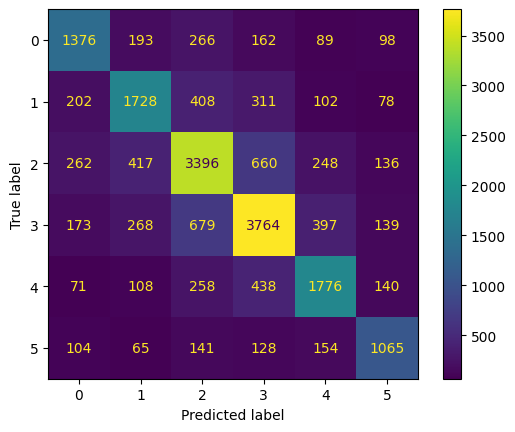 0 1376 193 266 162 89 98
1 202 1728 408 311 102 78
2 262 417 3396 660 248 136
3 173 268 679 3764 397 139
4 71 108 258 438 1776 140
5 104 65 141 128 154 1065
0 1 2 3 4 5
True label
Predicted label
3500
3000
2500
2000
1500
1000
500